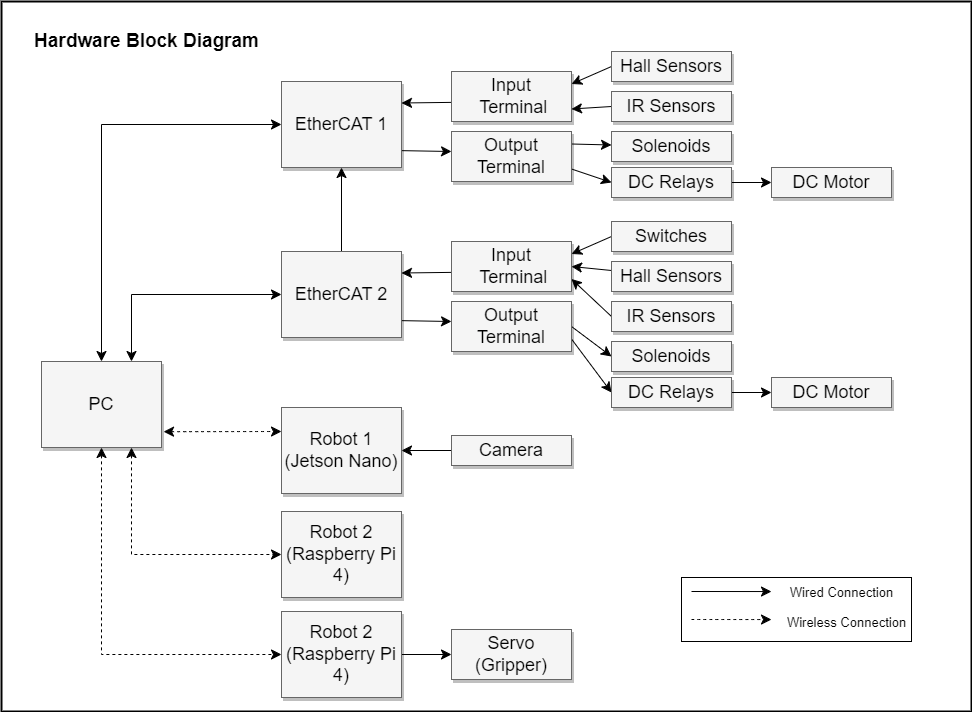 Hardware Block Diagram
Hall Sensors
Input
Terminal
IR Sensors
EtherCAT 1
Output
Terminal
Solenoids
DC Relays
DC Motor
Switches
Input
Terminal
Hall Sensors
EtherCAT 2
IR Sensors
Output
Terminal
Solenoids
DC Relays
DC Motor
PC
Robot 1
(Jetson Nano)
Camera
Robot 2
(Raspberry Pi
4)
Robot 2
(Raspberry Pi
4)
Servo
(Gripper)
Wired Connection
Wireless Connection